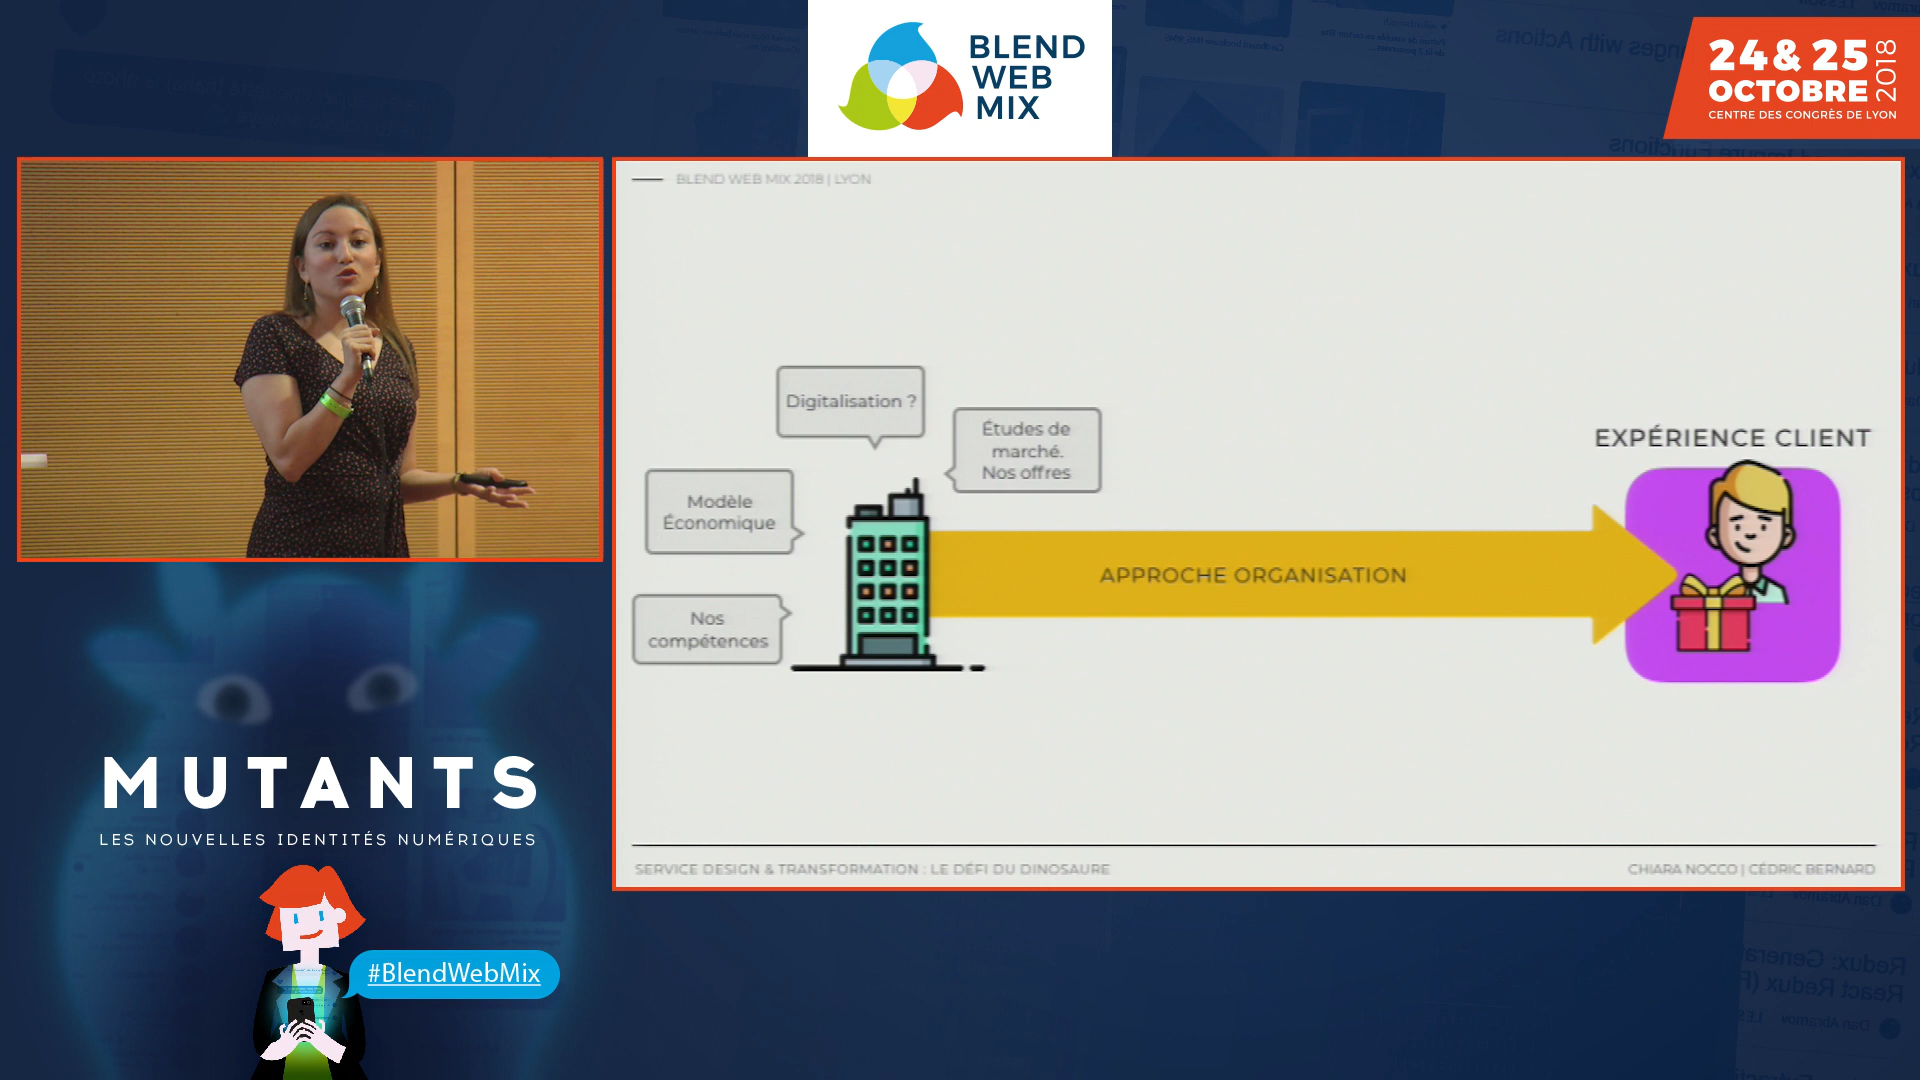 BLEND
WEB
MIX
24 & 25
OCTOBRE
2018
CENTRE DES CONGRÈS DE LYON
BLEND WEB MIX 2018 | LYON
Digitalisation ?
Études de
marché.
Nos offres
Modèle
Économique
Nos
compétences
APPROCHE ORGANISATION
EXPÉRIENCE CLIENT
SERVICE DESIGN & TRANSFORMATION : LE DÉFI DU DINOSAURE
CHIARA NOCCO | CÉDRIC BERNARD
MUTANTS
LES NOUVELLES IDENTITÉS NUMÉRIQUES
#BlendWebMix